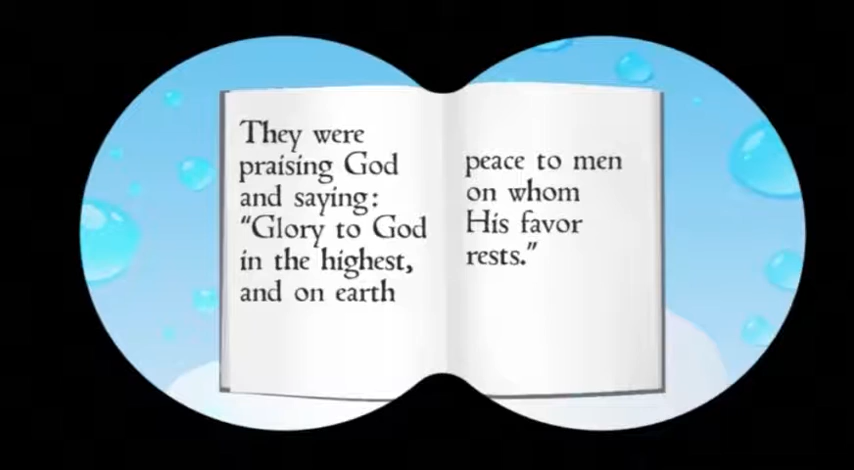 They were
praising God
and saying:
“Glory to God
in the highest,
and on earth
peace to men
on whom
His favor
rests.”